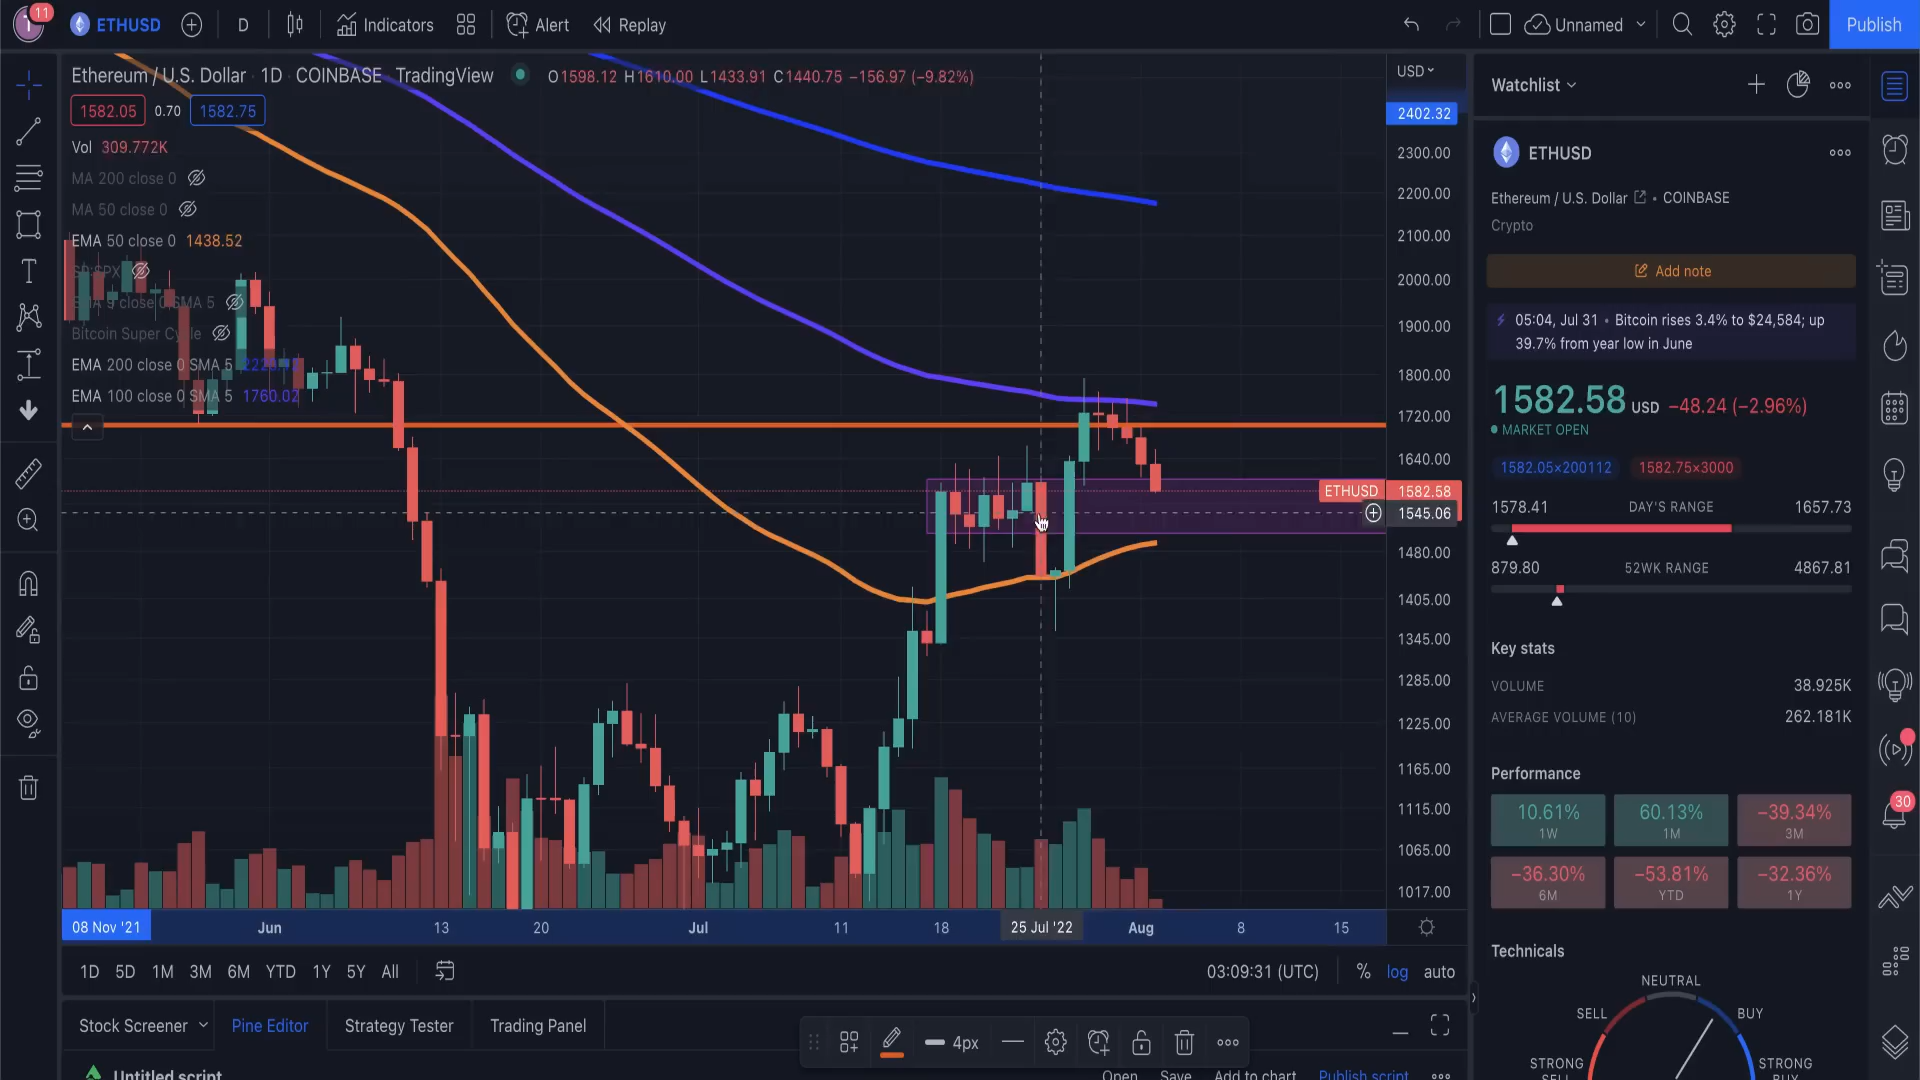 11
ETHUSD
D
Indicators
Alert
Replay
Unnamed
Publish
Ethereum / U.S. Dollar 1D COINBASE TradingView
O1598.12 H1610.00 L1433.91 C1440.75 −156.97 (−9.82%)
1582.05 0.70 1582.75
Vol 309.772K
MA 200 close 0
MA 50 close 0
EMA 50 close 0 1438.52
Bitcoin Super Cycle
EMA 200 close 0 SMA 5
EMA 100 close 0 SMA 5 1760.02
USD
2402.32
2300.00
2200.00
2100.00
2000.00
1900.00
1800.00
1720.00
1640.00
ETHUSD 1582.58
1545.06
1480.00
1405.00
1345.00
1285.00
1225.00
1165.00
1115.00
1065.00
1017.00
08 Nov '21
Jun
13
20
Jul
11
18
25 Jul '22
Aug
8
15
1D 5D 1M 3M 6M YTD 1Y 5Y All
03:09:31 (UTC)
% log auto
Stock Screener
Pine Editor
Strategy Tester
Trading Panel
4px
Untitled script
Open Save Add to chart Publish script
Watchlist
ETHUSD
Ethereum / U.S. Dollar • COINBASE
Crypto
Add note
05:04, Jul 31 • Bitcoin rises 3.4% to $24,584; up
39.7% from year low in June
1582.58 USD −48.24 (−2.96%)
MARKET OPEN
1582.05×200112 1582.75×3000
1578.41 DAY'S RANGE 1657.73
879.80 52WK RANGE 4867.81
Key stats
VOLUME 38.925K
AVERAGE VOLUME (10) 262.181K
Performance
10.61% 60.13% −39.34%
1W 1M 3M
−36.30% −53.81% −32.36%
6M YTD 1Y
Technicals
NEUTRAL
SELL BUY
STRONG STRONG
SELL BUY
30